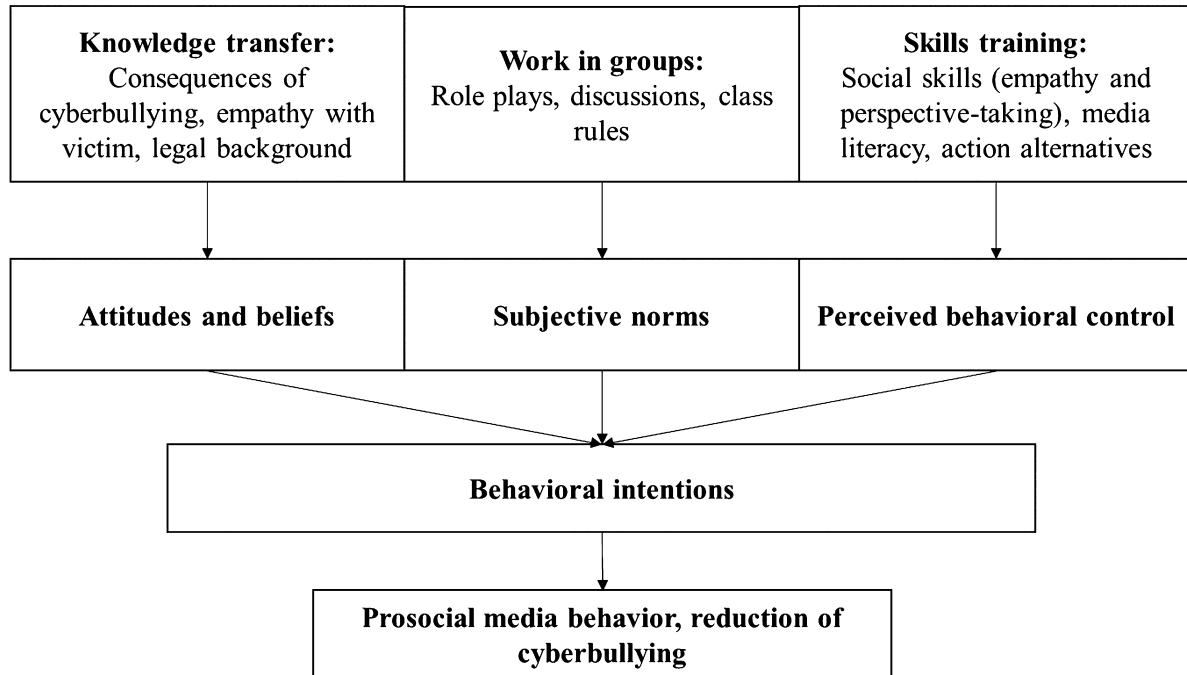 Knowledge transfer:
Consequences of
cyberbullying, empathy with
victim, legal background
Work in groups:
Role plays, discussions, class
rules
Skills training:
Social skills (empathy and
perspective-taking), media
literacy, action alternatives
Attitudes and beliefs
Subjective norms
Perceived behavioral control
Behavioral intentions
Prosocial media behavior, reduction of
cyberbullying